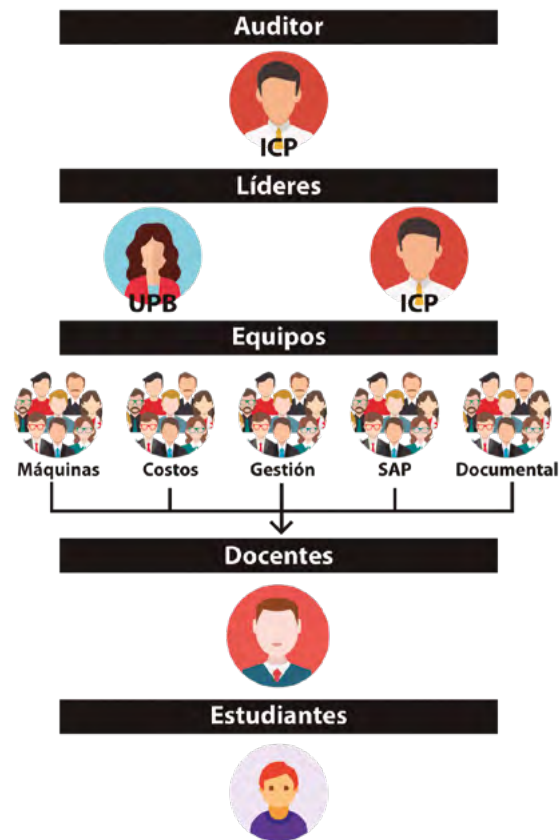 Auditor
ICP
Líderes
UPB ICP
Equipos
Máquinas Costos Gestión SAP Documental
Docentes
Estudiantes